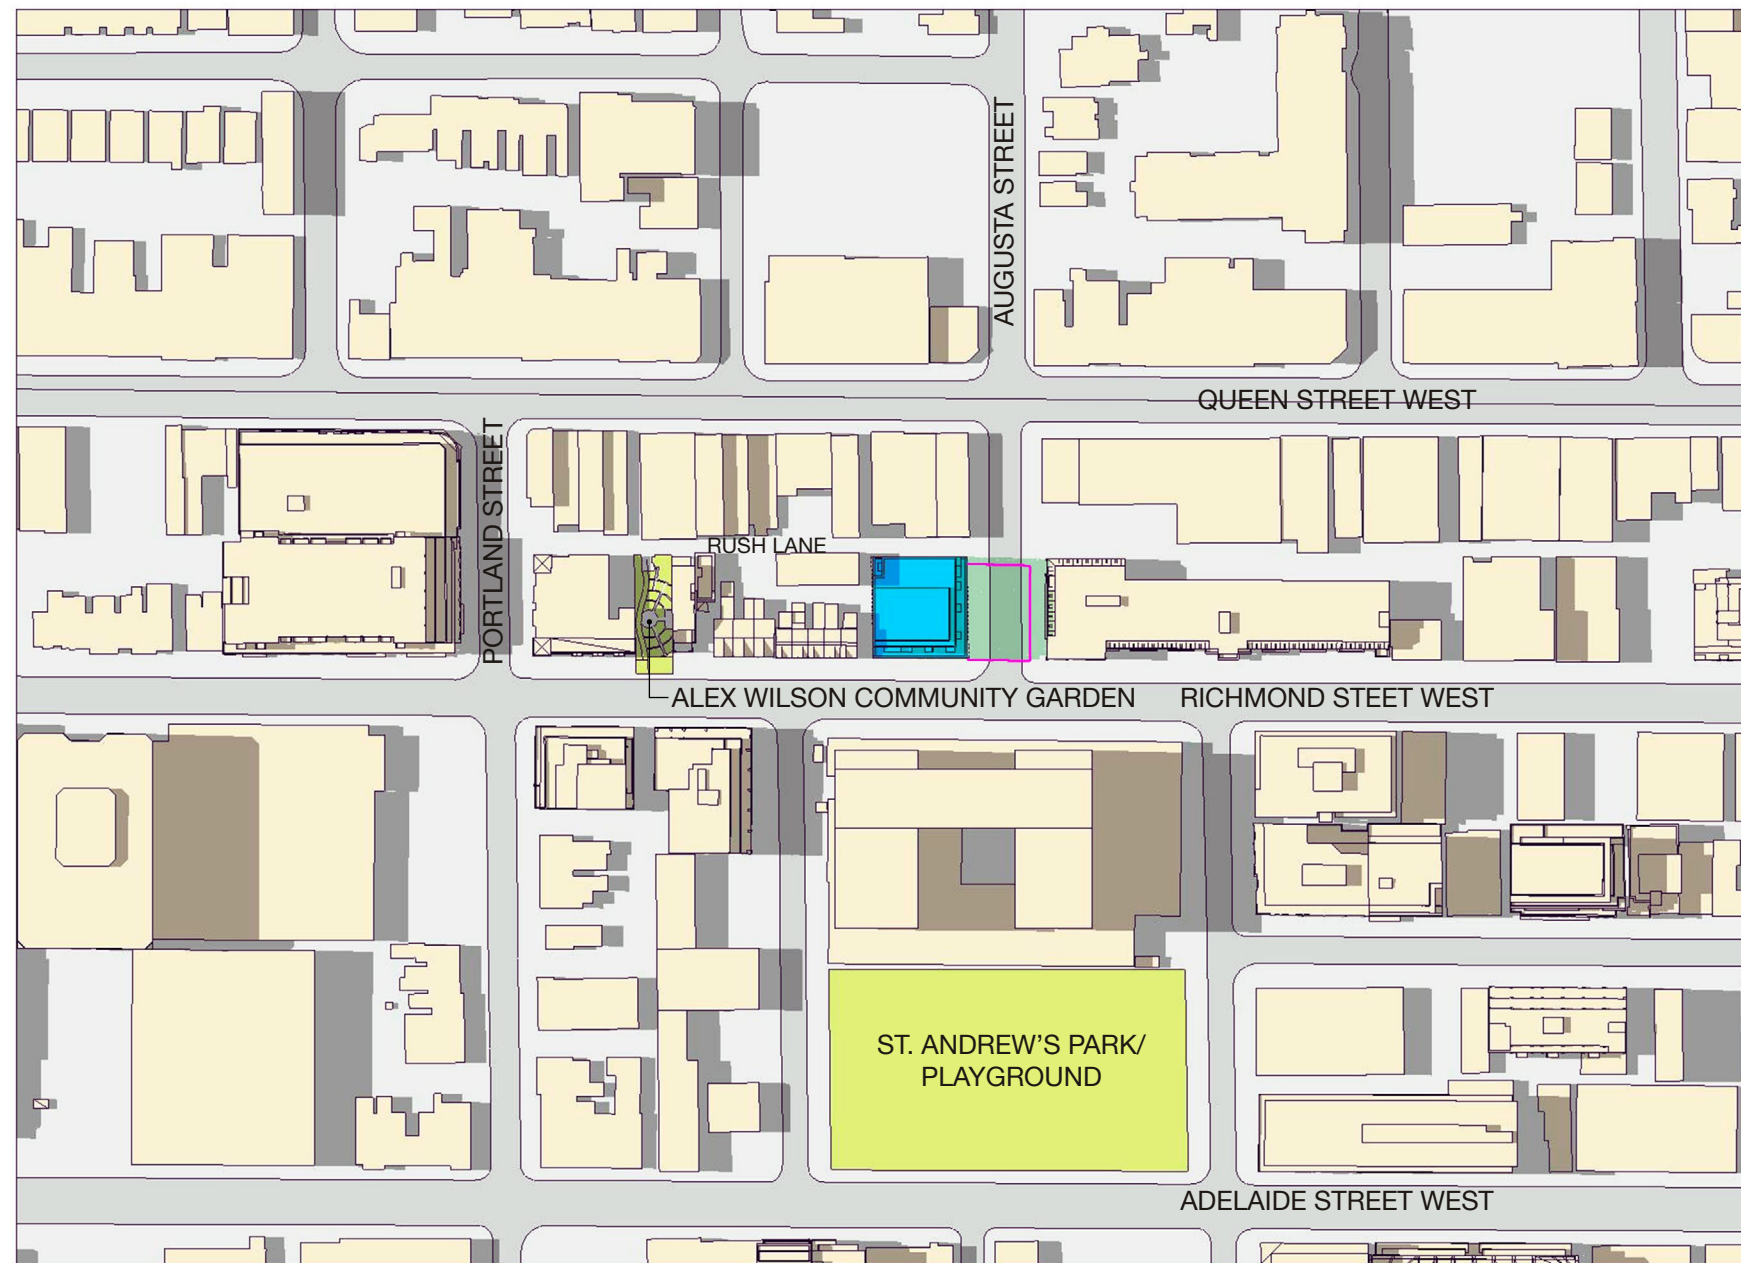 AUGUSTA STREET
QUEEN STREET WEST
PORTLAND STREET
RUSH LANE
ALEX WILSON COMMUNITY GARDEN
RICHMOND STEET WEST
ST. ANDREW'S PARK/
PLAYGROUND
ADELAIDE STREET WEST